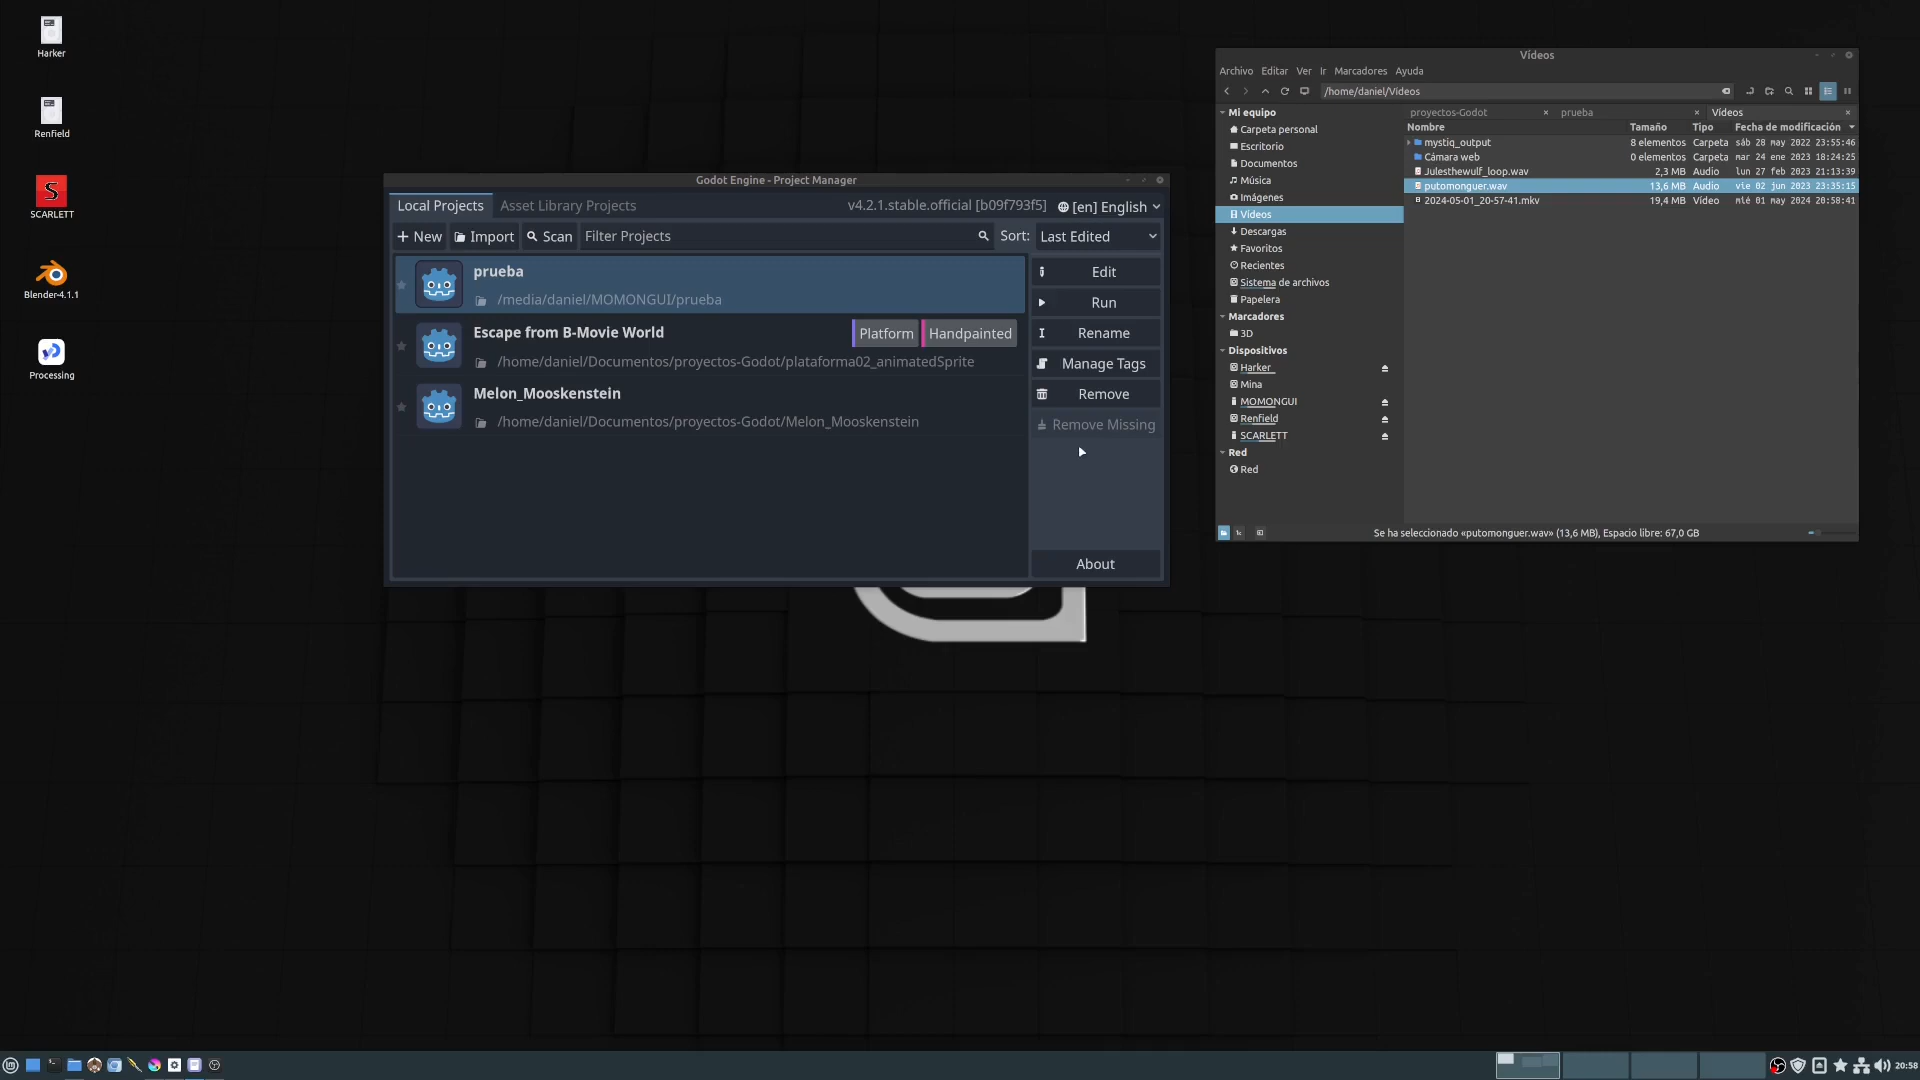 Harker
Renfield
SCARLETT
Blender-4.1.1
Processing
Godot Engine - Project Manager
Local Projects
Asset Library Projects
v4.2.1.stable.official [b09f793f5]
[en] English
+ New
Import
Scan
Filter Projects
Sort:
Last Edited
prueba
/media/daniel/MOMONGUI/prueba
Escape from B-Movie World
Platform
Handpainted
/home/daniel/Documentos/proyectos-Godot/plataforma02_animatedSprite
Melon_Mooskenstein
/home/daniel/Documentos/proyectos-Godot/Melon_Mooskenstein
Edit
Run
Rename
Manage Tags
Remove
Remove Missing
About
Vídeos
Archivo Editar Ver Ir Marcadores Ayuda
/home/daniel/Vídeos
Mi equipo
Carpeta personal
Escritorio
Documentos
Música
Imágenes
Vídeos
Descargas
Favoritos
Recientes
Sistema de archivos
Papelera
Marcadores
3D
Dispositivos
Harker
Mina
MOMONGUI
Renfield
SCARLETT
Red
Red
proyectos-Godot
prueba
Vídeos
Nombre Tamaño Tipo Fecha de modificación
mystiq_output 8 elementos Carpeta sáb 28 may 2022 23:55:46
Cámara web 0 elementos Carpeta mar 24 ene 2023 18:24:25
Julesthewulf_loop.wav 2,3 MB Audio lun 27 feb 2023 21:13:39
putomonguer.wav 13,6 MB Audio vie 02 jun 2023 23:35:15
2024-05-01_20-57-41.mkv 19,4 MB Vídeo mié 01 may 2024 20:58:41
Se ha seleccionado «putomonguer.wav» (13,6 MB), Espacio libre: 67,0 GB
20:58